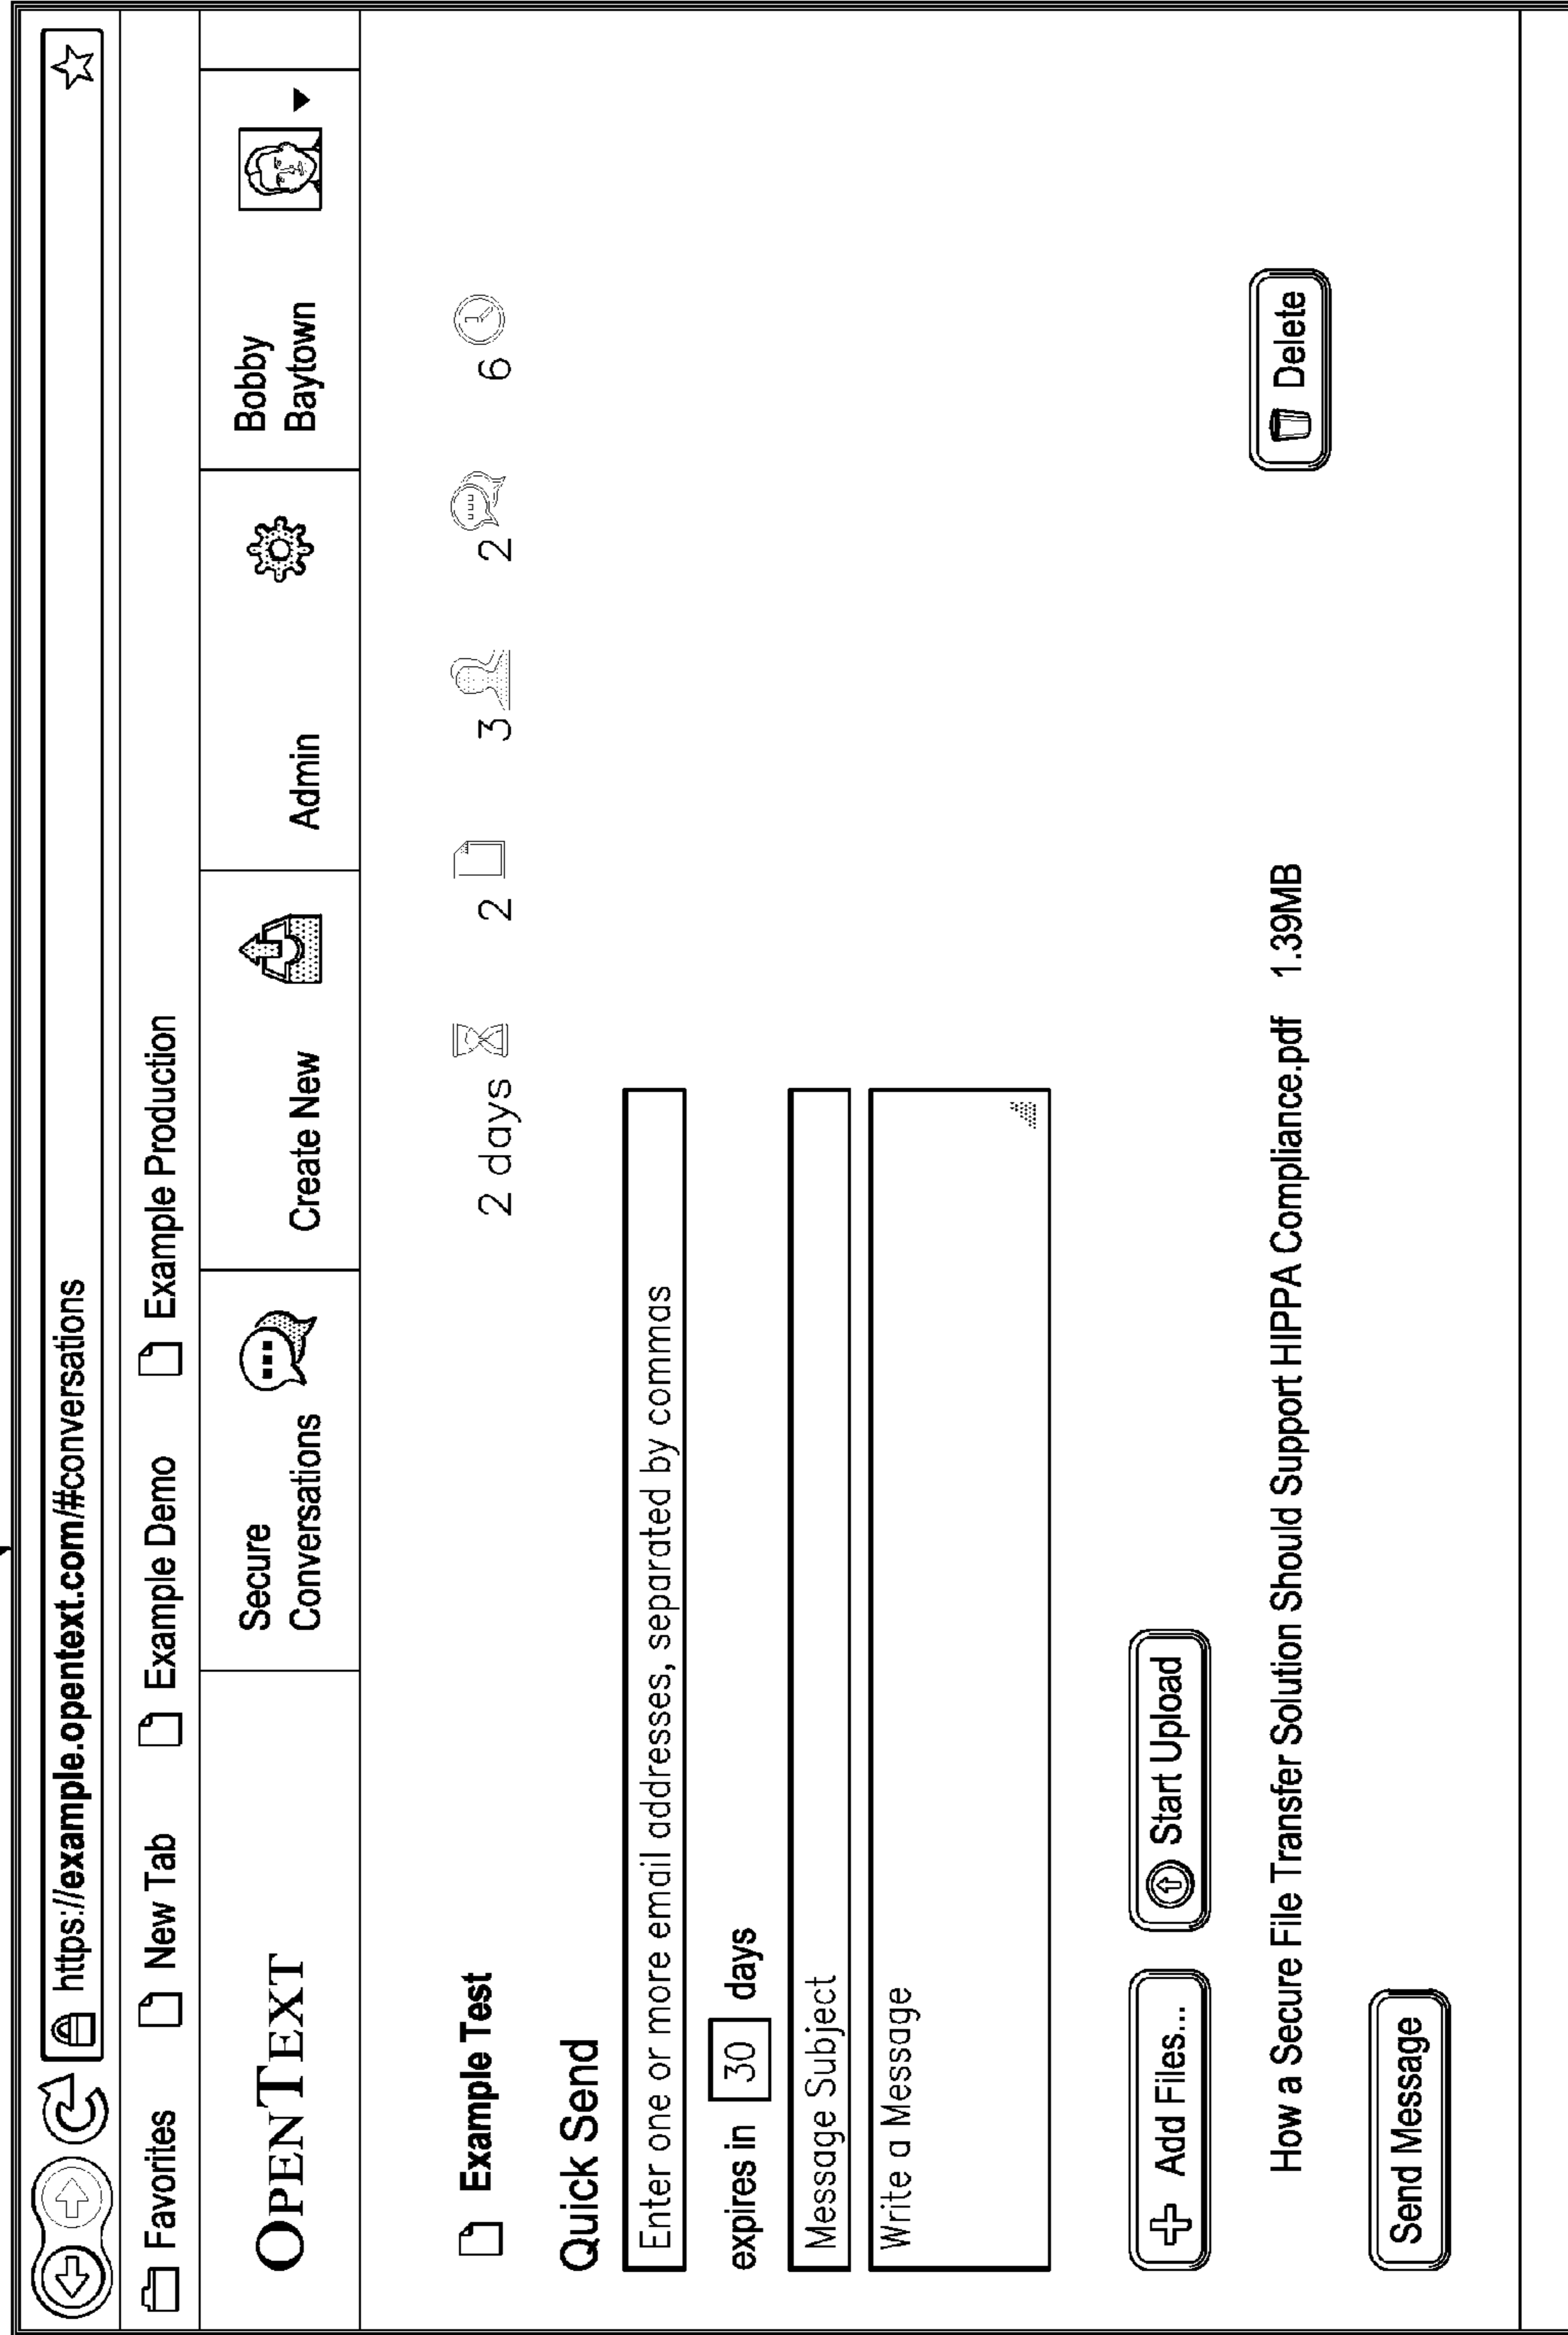 https://example.opentext.com/#conversations
Favorites New Tab Example Demo Example Production
OPENTEXT
Secure
Conversations
Create New
Admin
Bobby
Baytown
Example Test 2 days 2 3 2 6
Quick Send
Enter one or more email addresses, separated by commas
expires in 30 days
Message Subject
Write a Message
Add Files... Start Upload
How a Secure File Transfer Solution Should Support HIPPA Compliance.pdf 1.39MB Delete
Send Message